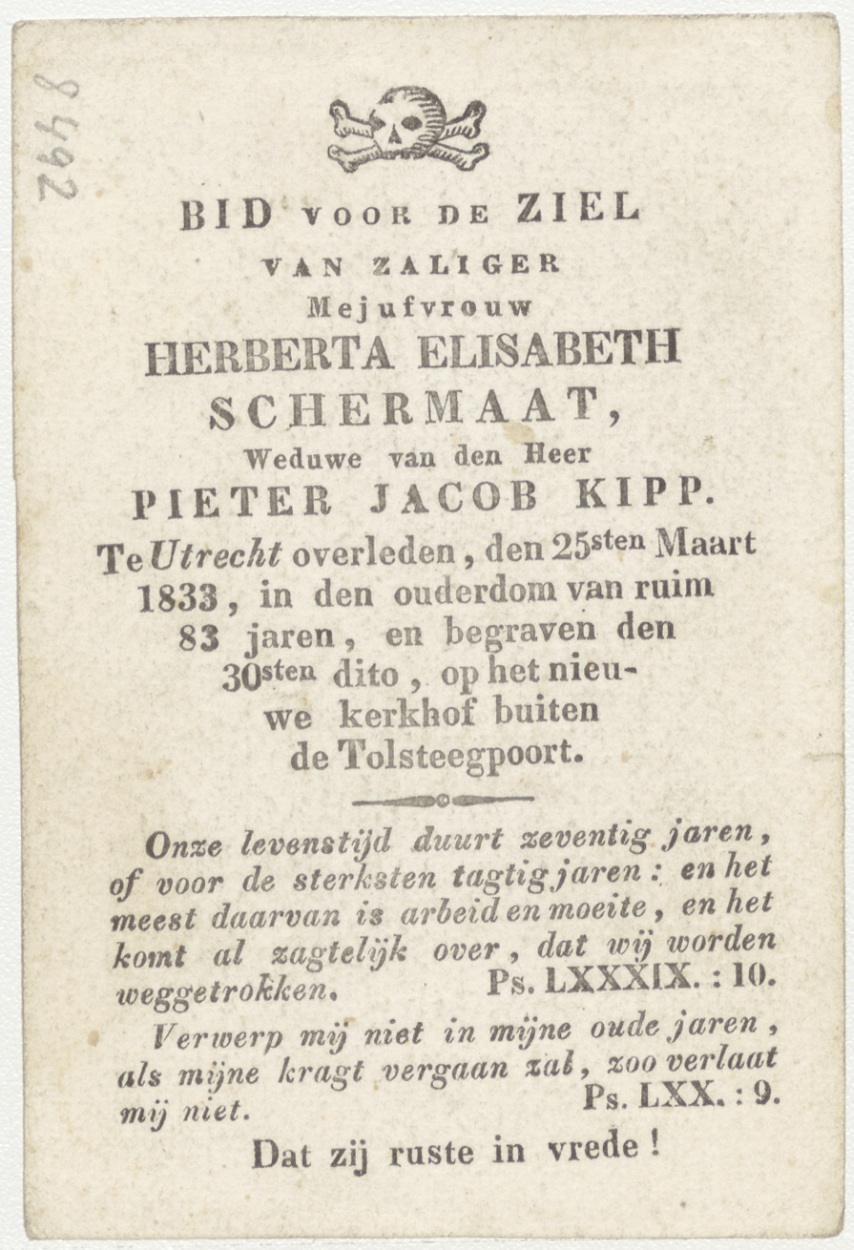 8492
BID VOOR DE ZIEL
VAN ZALIGER
Mejufvrouw
HERBERTA ELISABETH
SCHERMAAT,
Weduwe van den Heer
PIETER JACOB KIPP.
Te Utrecht overleden, den 25sten Maart
1833, in den ouderdom van ruim
83 jaren, en begraven den
30sten dito, op het nieu-
we kerkhof buiten
de Tolsteegpoort.
Onze levenstijd duurt zeventig jaren,
of voor de sterksten tagtig jaren: en het
meest daarvan is arbeid en moeite, en het
komt al zagtelijk over, dat wij worden
weggetrokken. Ps. LXXXIX. : 10.
Verwerp mij niet in mijne oude jaren,
als mijne kragt vergaan zal, zoo verlaat
mij niet. Ps. LXX. : 9.
Dat zij ruste in vrede!